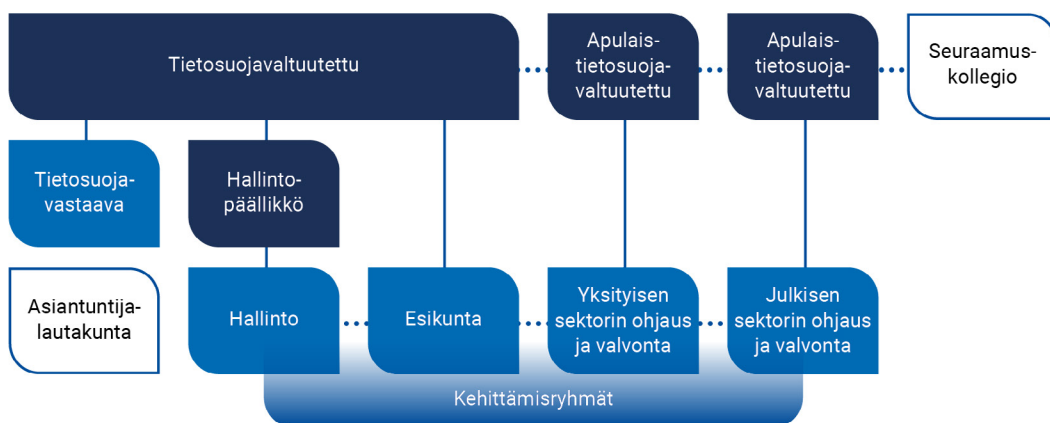 Tietosuojavaltuutettu
Apulais-
tietosuoja-
valtuutettu
Apulais-
tietosuoja-
valtuutettu
Seuraamus-
kollegio
Tietosuoja-
vastaava
Hallinto-
päällikkö
Asiantuntija-
lautakunta
Hallinto
Esikunta
Yksityisen
sektorin ohjaus
ja valvonta
Julkisen
sektorin ohjaus
ja valvonta
Kehittämisryhmät